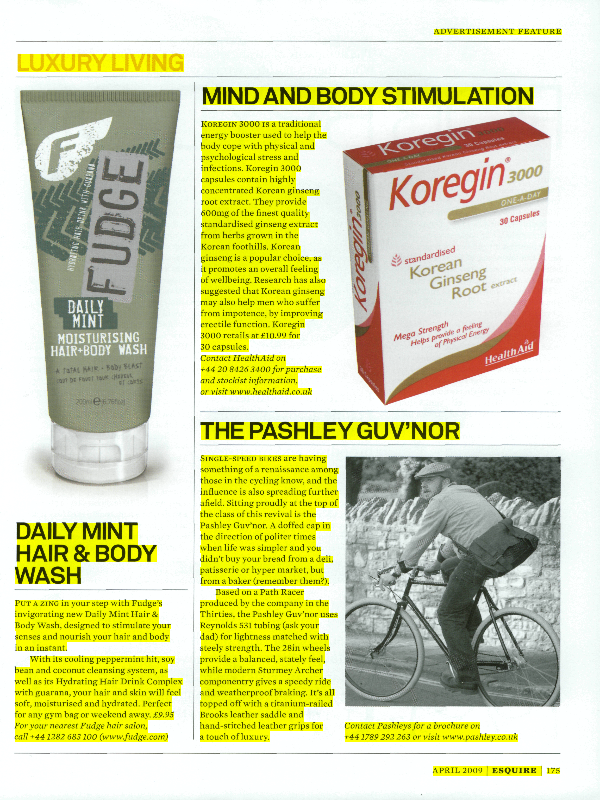 ADVERTISEMENT FEATURE
LUXURY LIVING
FUDGE
DAILY
MINT
MOISTURISING
HAIR+BODY WASH
A TOTAL HAIR + BODY BURST
DAILY MINT
HAIR & BODY
WASH
PUT A ZING in your step with Fudge's
invigorating new Daily Mint Hair &
Body Wash, designed to stimulate your
senses and nourish your hair and body
in an instant.
With its cooling peppermint hit, soy
bean and coconut cleansing system, as
well as its Hydrating Hair Drink Complex
with guarana, your hair and skin will feel
soft, moisturised and hydrated. Perfect
for any gym bag or weekend away. £9.95
For your nearest Fudge hair salon,
call +44 1282 683 100 (www.fudge.com)
MIND AND BODY STIMULATION
KOREGIN 3000 IS a traditional
energy booster used to help the
body cope with physical and
psychological stress and
infections. Koregin 3000
capsules contain highly
concentrated Korean ginseng
root extract. They provide
600mg of the finest quality
standardised ginseng extract
from herbs grown in the
Korean foothills. Korean
ginseng is a popular choice, as
it promotes an overall feeling
of wellbeing. Research has also
suggested that Korean ginseng
may also help men who suffer
from impotence, by improving
erectile function. Koregin
3000 retails at £10.99 for
30 capsules.
Contact HealthAid on
+44 20 8426 3400 for purchase
and stockist information,
or visit www.healthaid.co.uk
Koregin 3000
30 Capsules
Koregin® 3000
ONE-A-DAY
30 Capsules
standardised
Korean
Ginseng
Root extract
Mega Strength
Helps provide a feeling
of Physical Energy
HealthAid
THE PASHLEY GUV'NOR
SINGLE-SPEED BIKES are having
something of a renaissance among
those in the cycling know, and the
influence is also spreading further
afield. Sitting proudly at the top of
the class of this revival is the
Pashley Guv'nor. A doffed cap in
the direction of politer times
when life was simpler and you
didn't buy your bread from a deli,
patisserie or hyper market, but
from a baker (remember them?).
Based on a Path Racer
produced by the company in the
Thirties, the Pashley Guv'nor uses
Reynolds 531 tubing (ask your
dad) for lightness matched with
steely strength. The 28in wheels
provide a balanced, stately feel,
while modern Sturmey Archer
componentry gives a speedy ride
and weatherproof braking. It's all
topped off with a titanium-railed
Brooks leather saddle and
hand-stitched leather grips for
a touch of luxury.
Contact Pashleys for a brochure on
+44 1789 292 263 or visit www.pashley.co.uk
APRIL 2009 | ESQUIRE | 175